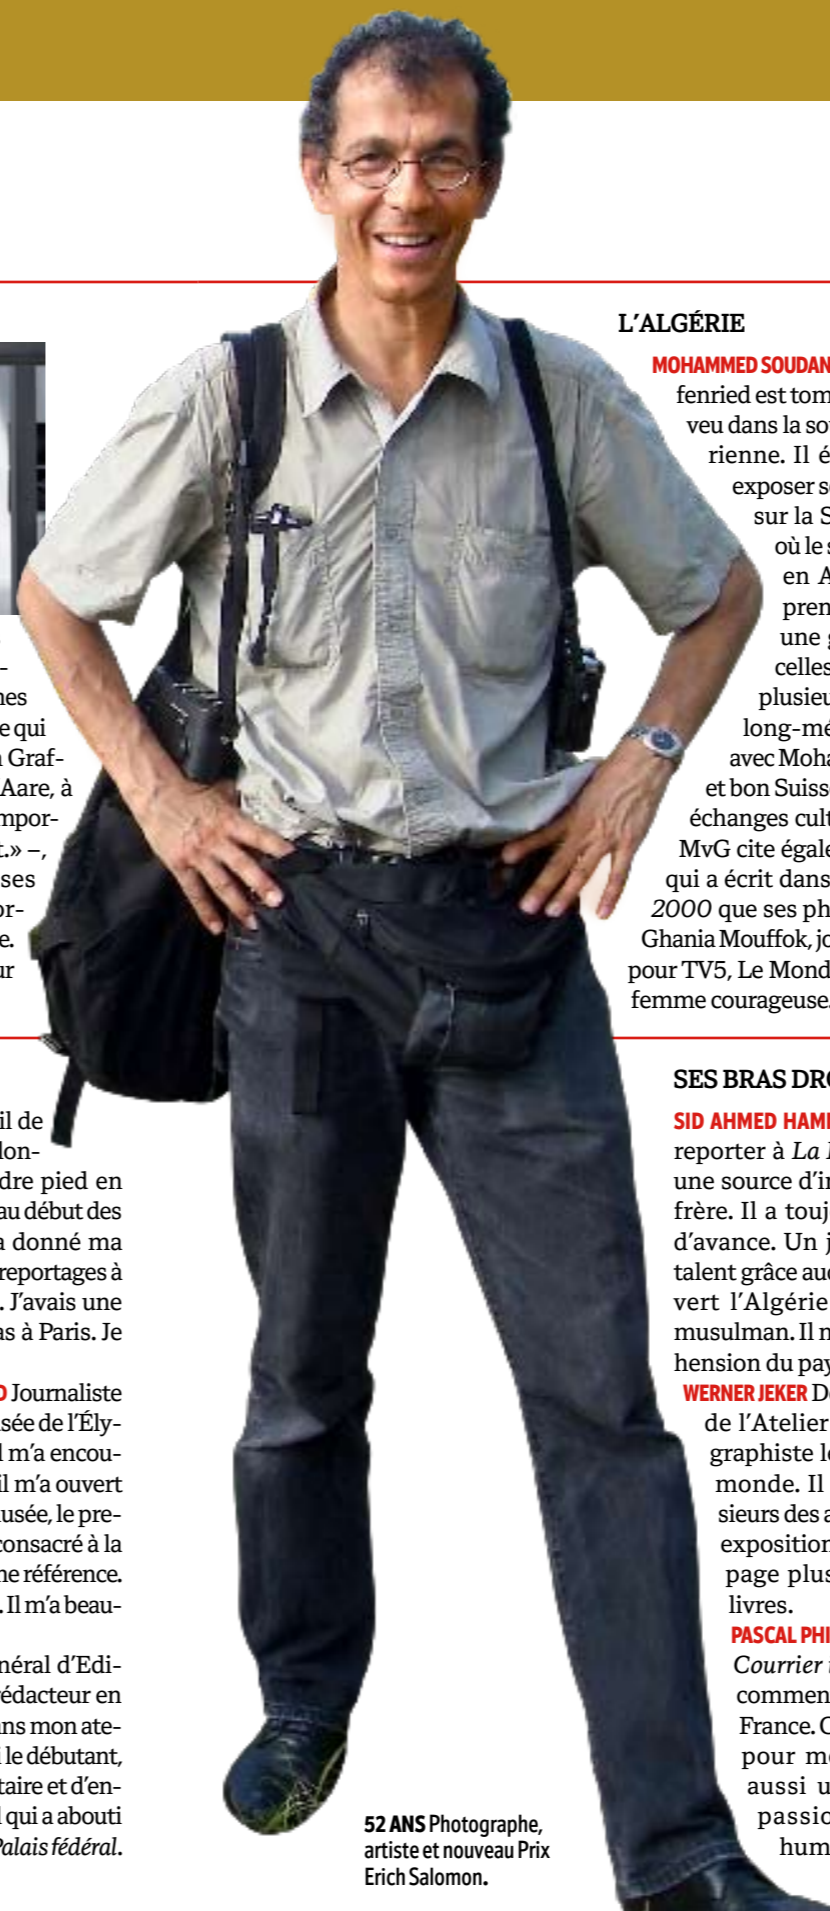 -
nes
e qui
Graf-
Aare, à
mpor-
t.» –,
ses
or-
e.
ur
il de
lon-
dre pied en
au début des
a donné ma
reportages à
. J’avais une
as à Paris. Je
D Journaliste
sée de l’Ély-
l m’a encou-
il m’a ouvert
usée, le pre-
consacré à la
ne référence.
. Il m’a beau-
néral d’Edi-
rédacteur en
ans mon ate-
i le débutant,
taire et d’en-
l qui a abouti
Palais fédéral.
52 ANS Photographe,
artiste et nouveau Prix
Erich Salomon.
L’ALGÉRIE
MOHAMMED SOUDAN
fenried est tom
veu dans la so
rienne. Il é
exposer s
sur la S
où le s
en A
pren
une g
celles
plusieu
long-mé
avec Moha
et bon Suiss
échanges cult
MvG cite égale
qui a écrit dans
2000 que ses ph
Ghania Mouffok, jo
pour TV5, Le Mond
femme courageuse.
SES BRAS DRO
SID AHMED HAM
reporter à La
une source d’in
frère. Il a touj
d’avance. Un j
talent grâce auq
vert l’Algérie
musulman. Il m
hension du pay
WERNER JEKER D
de l’Atelier
graphiste l
monde. Il
sieurs des a
exposition
page plus
livres.
PASCAL PHI
Courrier
commen
France. C
pour m
aussi u
passio
hum